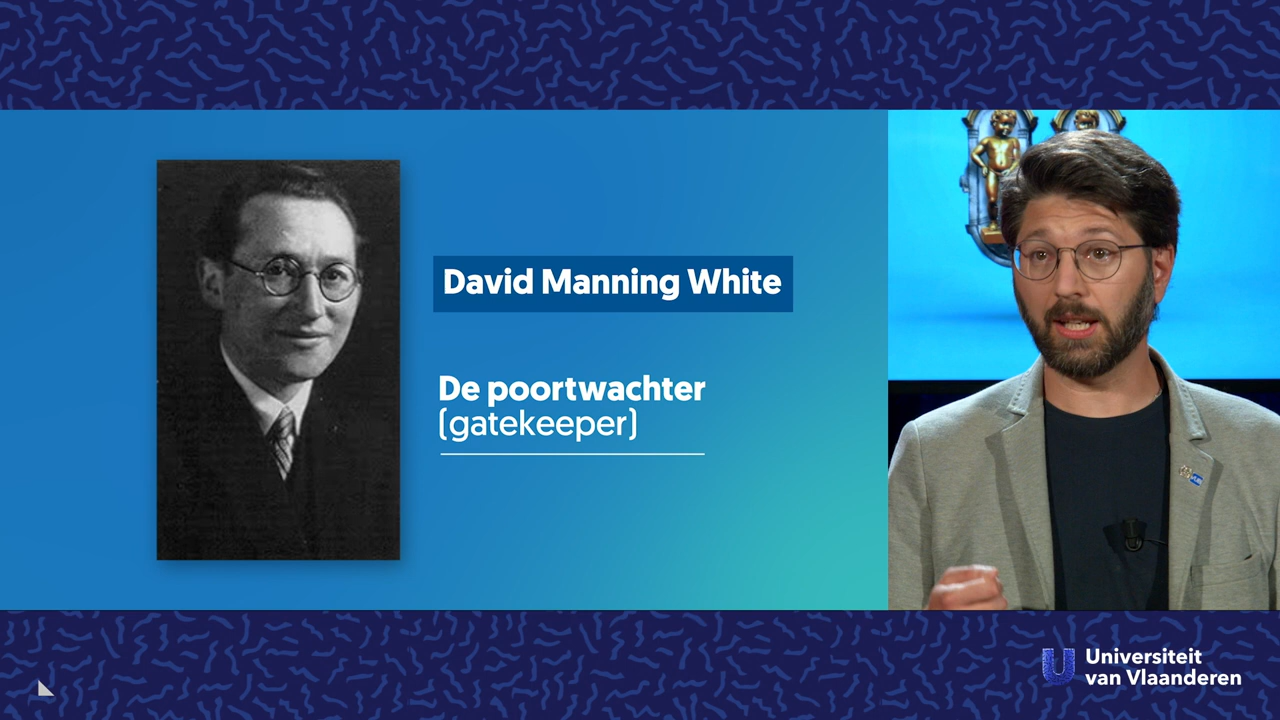 David Manning White
De poortwachter
(gatekeeper)
Universiteit
van Vlaanderen